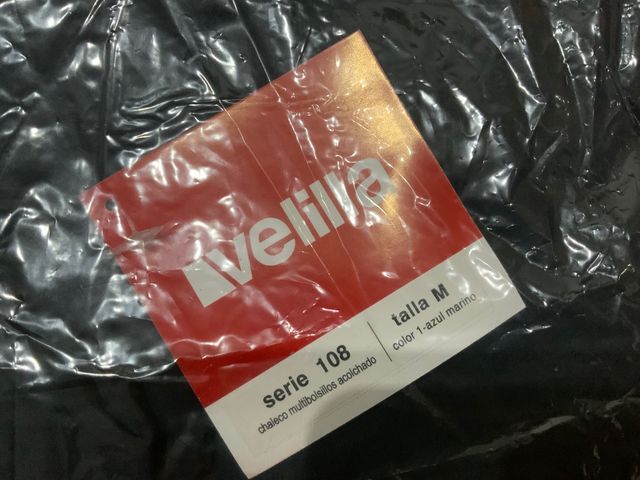 velilla
serie 108
chaleco multibolsillos acolchado
talla M
color 1-azul marino